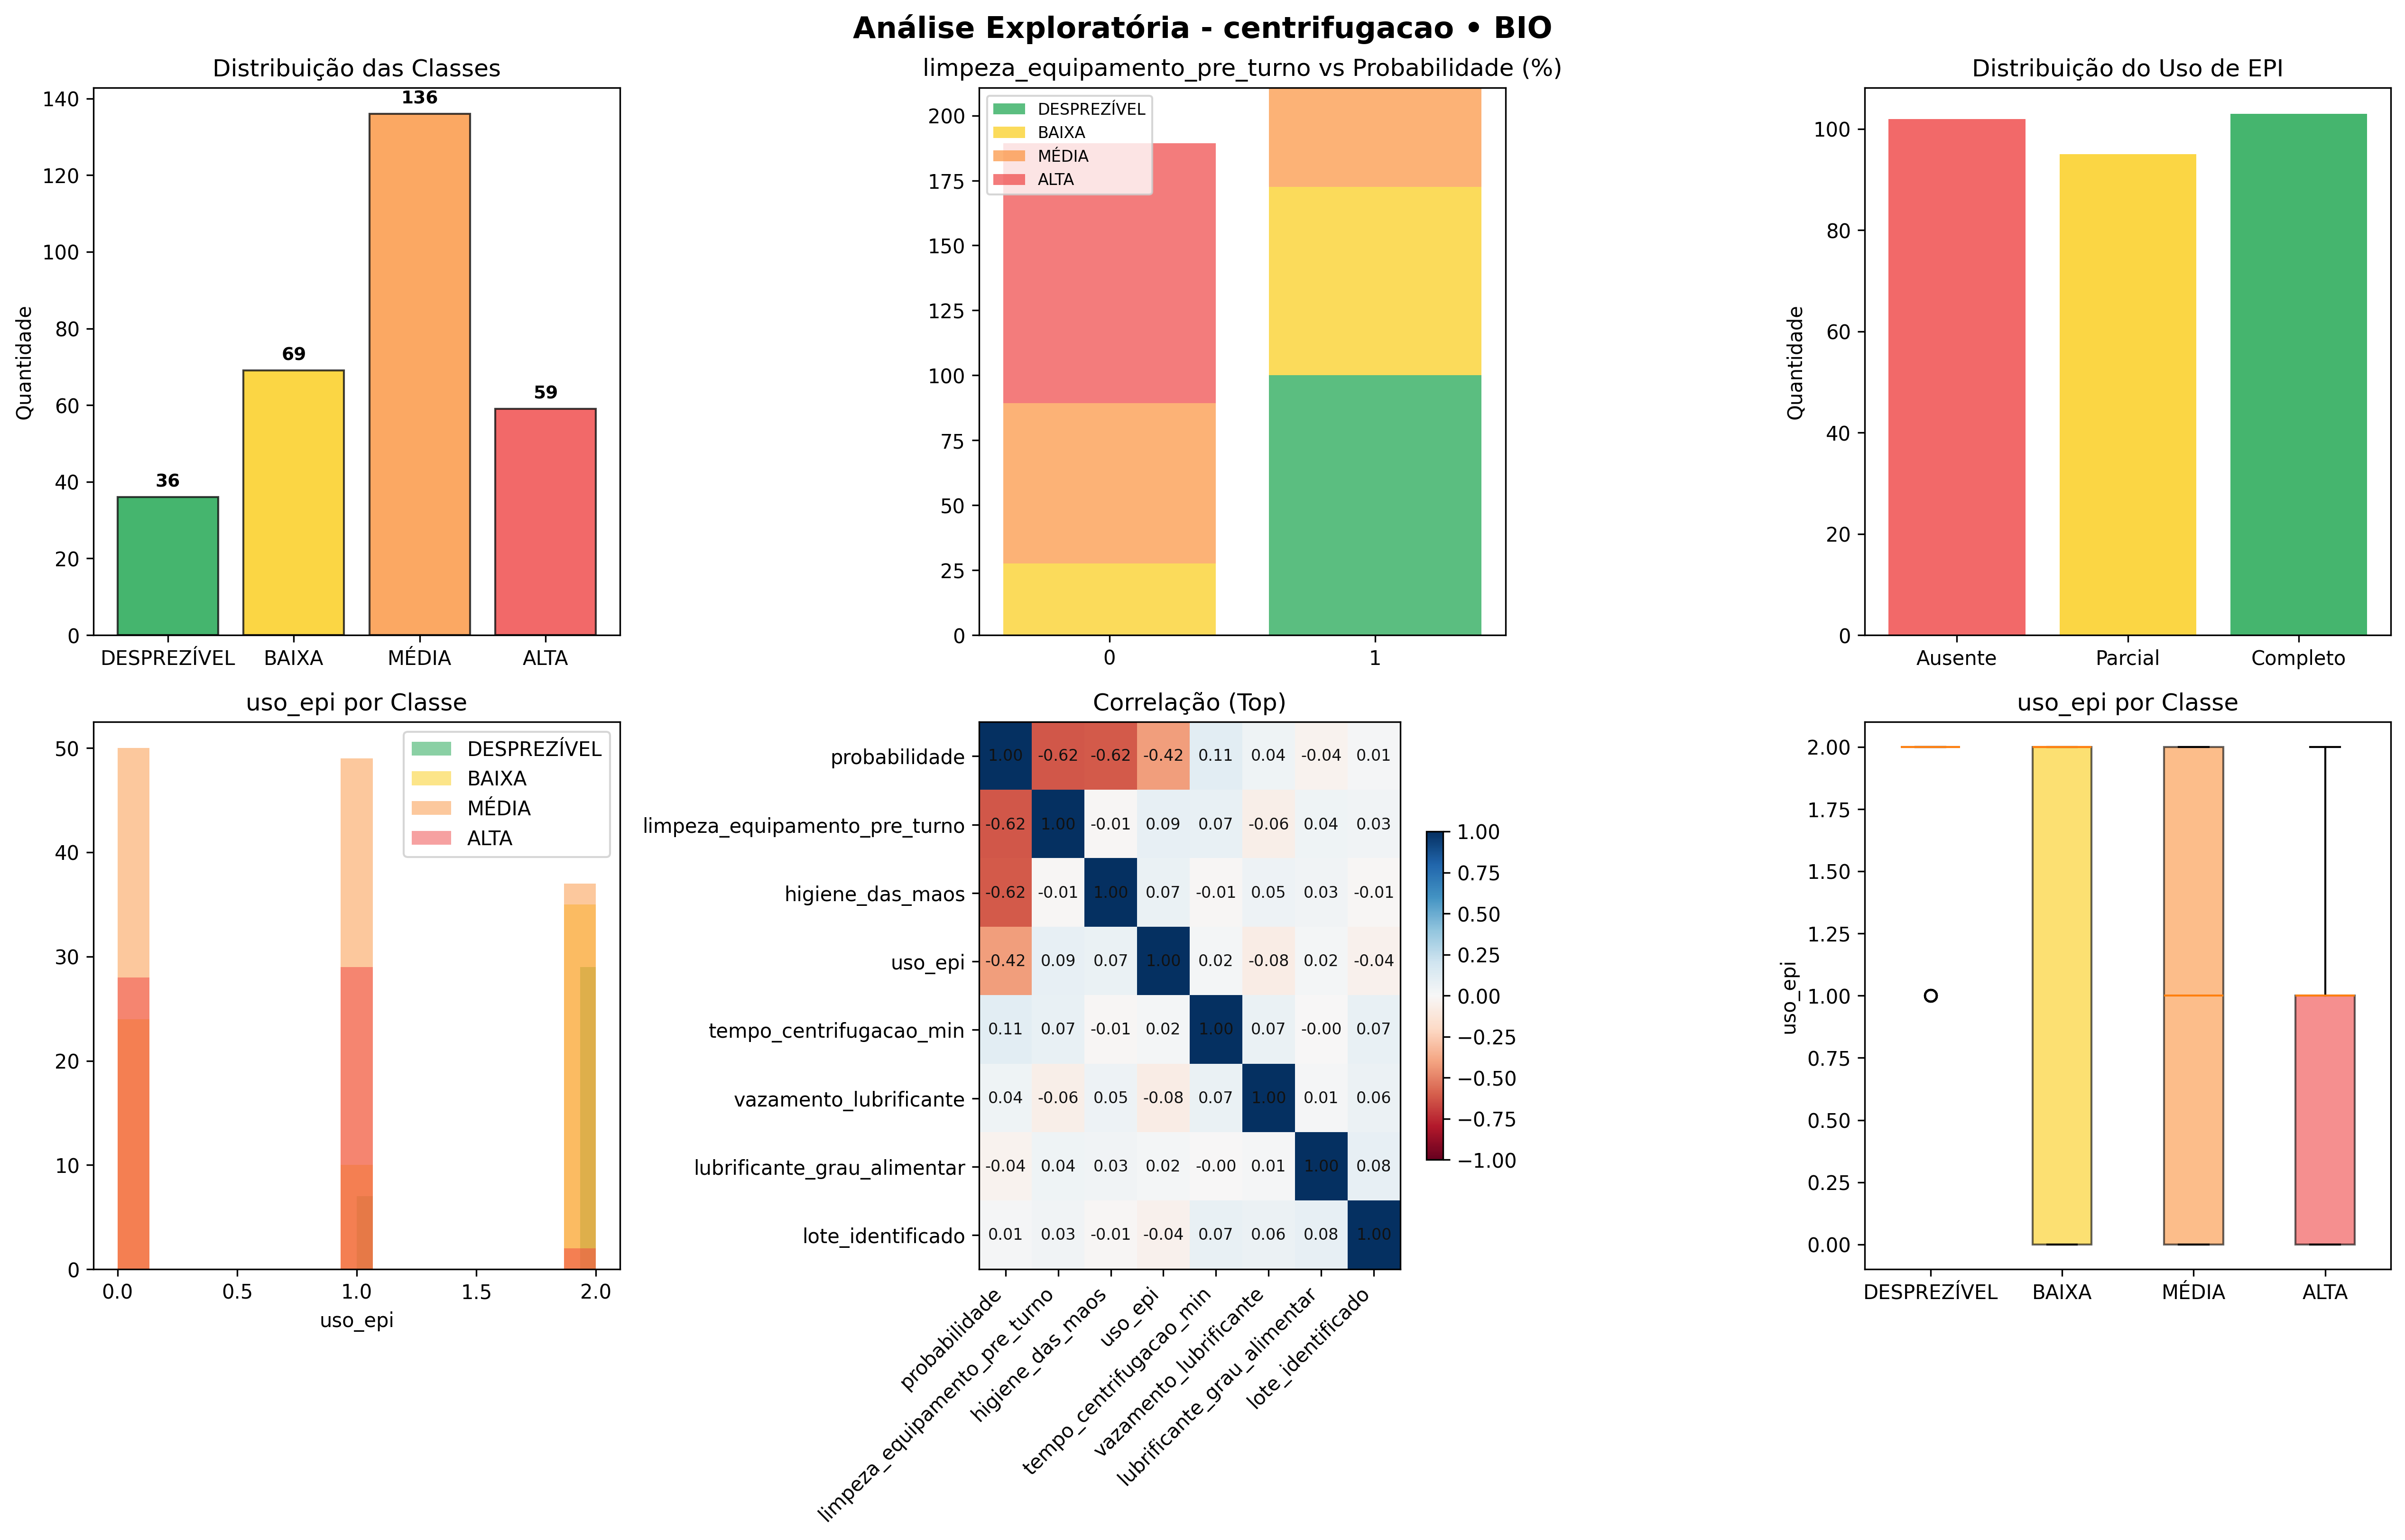 Análise Exploratória - centrifugacao • BIO
Distribuição das Classes
Quantidade
140
120
100
80
60
40
20
0
36
69
136
59
DESPREZÍVEL BAIXA MÉDIA ALTA
limpeza_equipamento_pre_turno vs Probabilidade (%)
DESPREZÍVEL
BAIXA
MÉDIA
ALTA
200
175
150
125
100
75
50
25
0
0 1
Distribuição do Uso de EPI
Quantidade
100
80
60
40
20
0
Ausente Parcial Completo
uso_epi por Classe
50
40
30
20
10
0
DESPREZÍVEL
BAIXA
MÉDIA
ALTA
0.0 0.5 1.0 1.5 2.0
uso_epi
Correlação (Top)
probabilidade 1.00 -0.62 -0.62 -0.42 0.11 0.04 -0.04 0.01
limpeza_equipamento_pre_turno -0.62 1.00 -0.01 0.09 0.07 -0.06 0.04 0.03
higiene_das_maos -0.62 -0.01 1.00 0.07 -0.01 0.05 0.03 -0.01
uso_epi -0.42 0.09 0.07 1.00 0.02 -0.08 0.02 -0.04
tempo_centrifugacao_min 0.11 0.07 -0.01 0.02 1.00 0.07 -0.00 0.07
vazamento_lubrificante 0.04 -0.06 0.05 -0.08 0.07 1.00 0.01 0.06
lubrificante_grau_alimentar -0.04 0.04 0.03 0.02 -0.00 0.01 1.00 0.08
lote_identificado 0.01 0.03 -0.01 -0.04 0.07 0.06 0.08 1.00
probabilidade
limpeza_equipamento_pre_turno
higiene_das_maos
uso_epi
tempo_centrifugacao_min
vazamento_lubrificante
lubrificante_grau_alimentar
lote_identificado
1.00
0.75
0.50
0.25
0.00
−0.25
−0.50
−0.75
−1.00
uso_epi por Classe
uso_epi
2.00
1.75
1.50
1.25
1.00
0.75
0.50
0.25
0.00
DESPREZÍVEL BAIXA MÉDIA ALTA